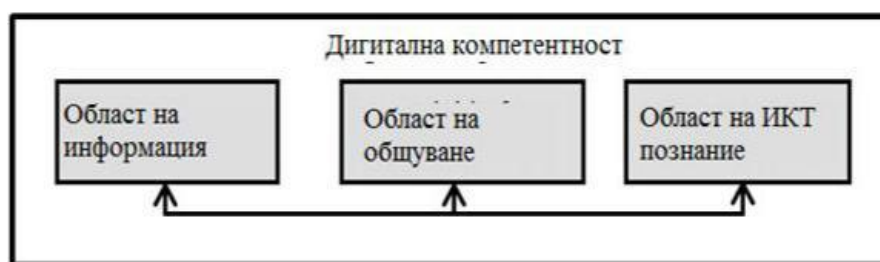 Дигитална компетентност
Област на
информация
Област на
общуване
Област на ИКТ
познание